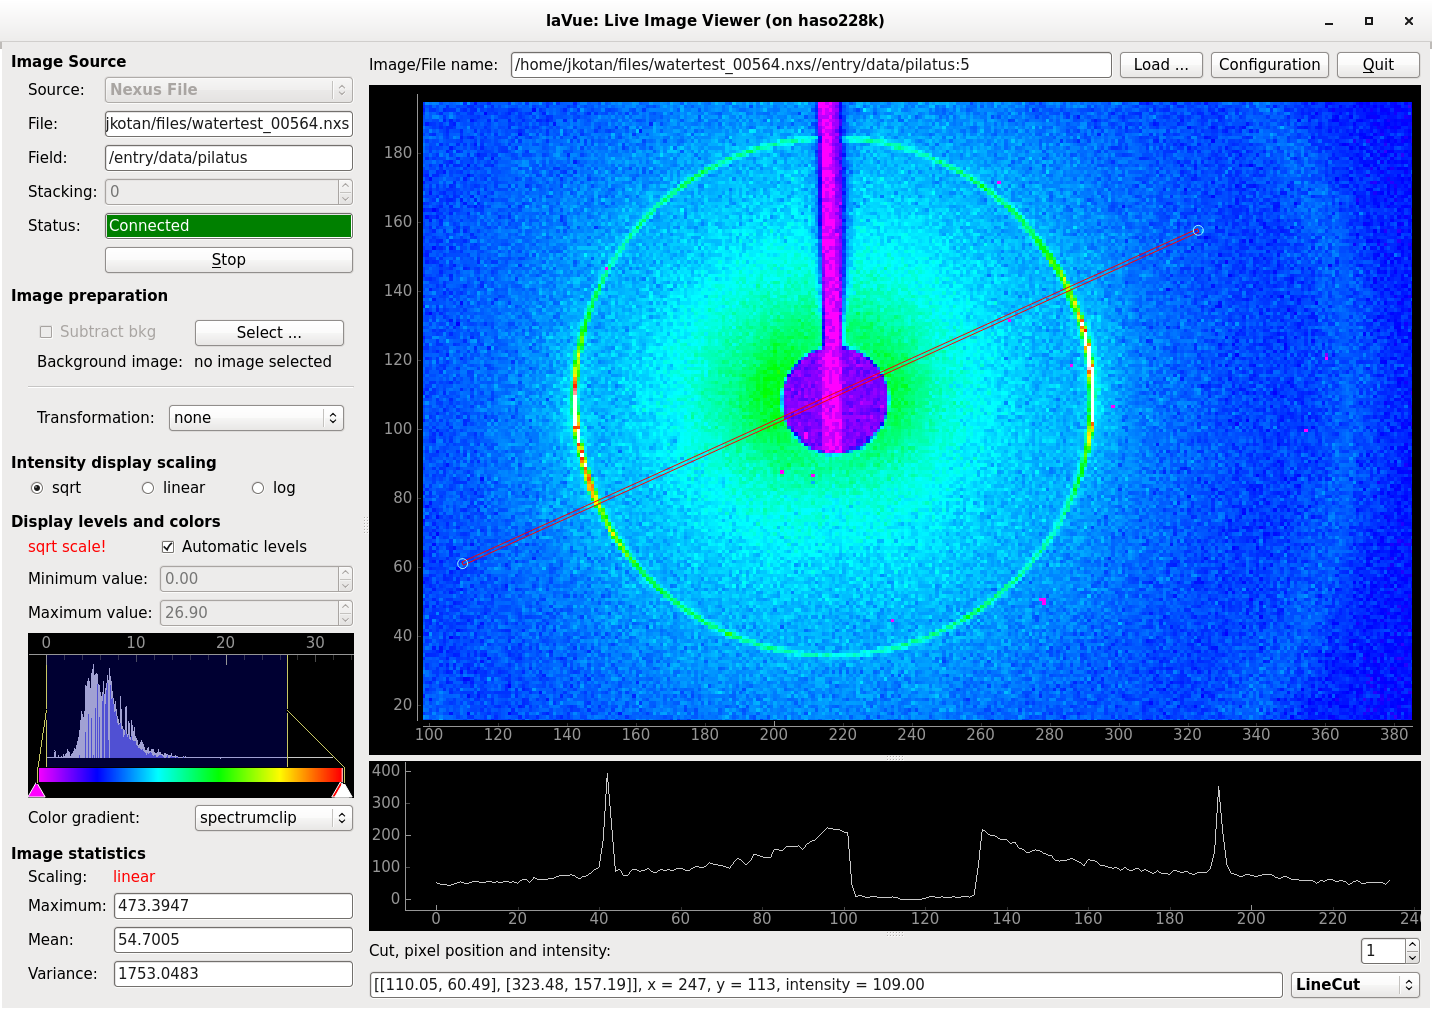 laVue: Live Image Viewer (on haso228k)
Image Source
Source: Nexus File
File: jkotan/files/watertest_00564.nxs
Field: /entry/data/pilatus
Stacking: 0
Status: Connected
Stop
Image preparation
Subtract bkg Select ...
Background image: no image selected
Transformation: none
Intensity display scaling
sqrt linear log
Display levels and colors
sqrt scale! Automatic levels
Minimum value: 0.00
Maximum value: 26.90
0 10 20 30
Color gradient: spectrumclip
Image statistics
Scaling: linear
Maximum: 473.3947
Mean: 54.7005
Variance: 1753.0483
Image/File name: /home/jkotan/files/watertest_00564.nxs//entry/data/pilatus:5 Load ... Configuration Quit
180
160
140
120
100
80
60
40
20
100 120 140 160 180 200 220 240 260 280 300 320 340 360 380
400
300
200
100
0
0 20 40 60 80 100 120 140 160 180 200 220 24
Cut, pixel position and intensity: 1
[[110.05, 60.49], [323.48, 157.19]], x = 247, y = 113, intensity = 109.00 LineCut